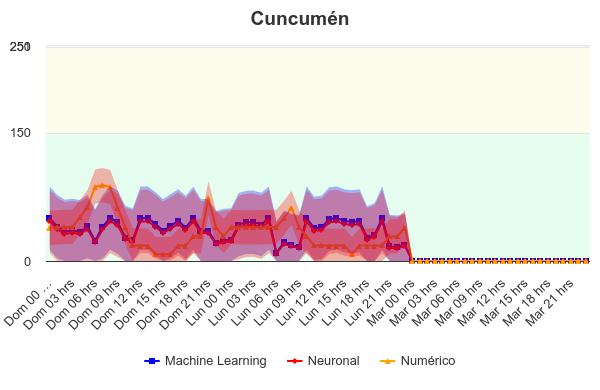 Cuncumén
150
0
Dom 00 ...
Dom 03 hrs
Dom 06 hrs
Dom 09 hrs
Dom 12 hrs
Dom 15 hrs
Dom 18 hrs
Dom 21 hrs
Lun 00 hrs
Lun 03 hrs
Lun 06 hrs
Lun 09 hrs
Lun 12 hrs
Lun 15 hrs
Lun 18 hrs
Lun 21 hrs
Mar 00 hrs
Mar 03 hrs
Mar 06 hrs
Mar 09 hrs
Mar 12 hrs
Mar 15 hrs
Mar 18 hrs
Mar 21 hrs
Machine Learning Neuronal Numérico